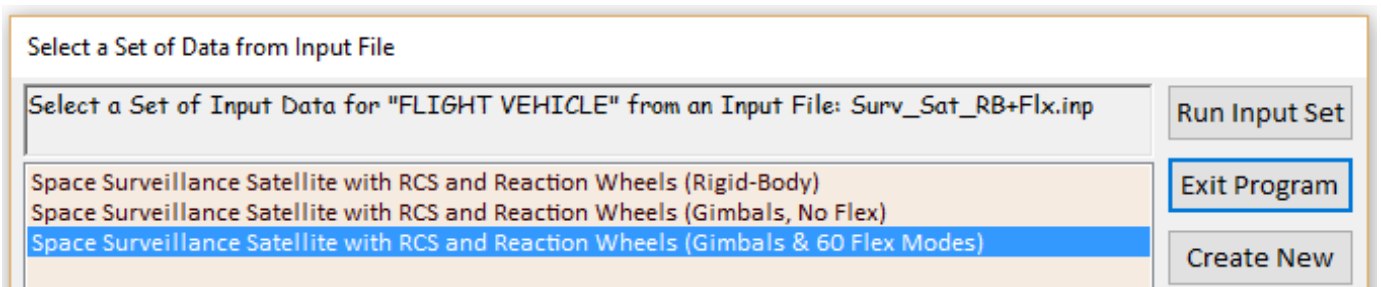 Select a Set of Data from Input File
Select a Set of Input Data for "FLIGHT VEHICLE" from an Input File: Surv_Sat_RB+Flx.inp
Run Input Set
Space Surveillance Satellite with RCS and Reaction Wheels (Rigid-Body)
Exit Program
Space Surveillance Satellite with RCS and Reaction Wheels (Gimbals, No Flex)
Space Surveillance Satellite with RCS and Reaction Wheels (Gimbals & 60 Flex Modes)
Create New